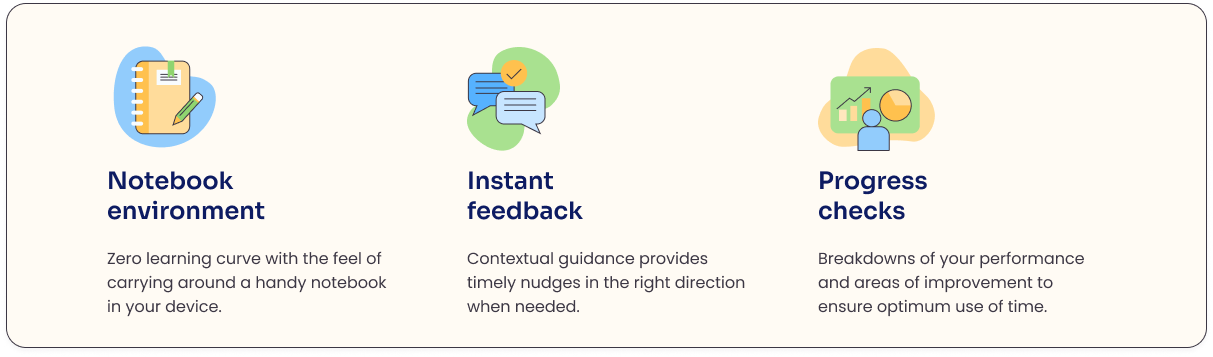 Notebook
environment
Zero learning curve with the feel of
carrying around a handy notebook
in your device.
Instant
feedback
Contextual guidance provides
timely nudges in the right direction
when needed.
Progress
checks
Breakdowns of your performance
and areas of improvement to
ensure optimum use of time.